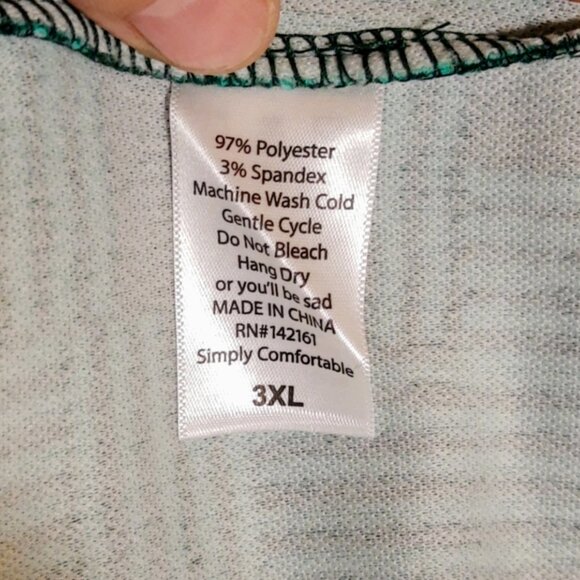 97% Polyester
3% Spandex
Machine Wash Cold
Gentle Cycle
Do Not Bleach
Hang Dry
or you'll be sad
MADE IN CHINA
RN#142161
Simply Comfortable
3XL